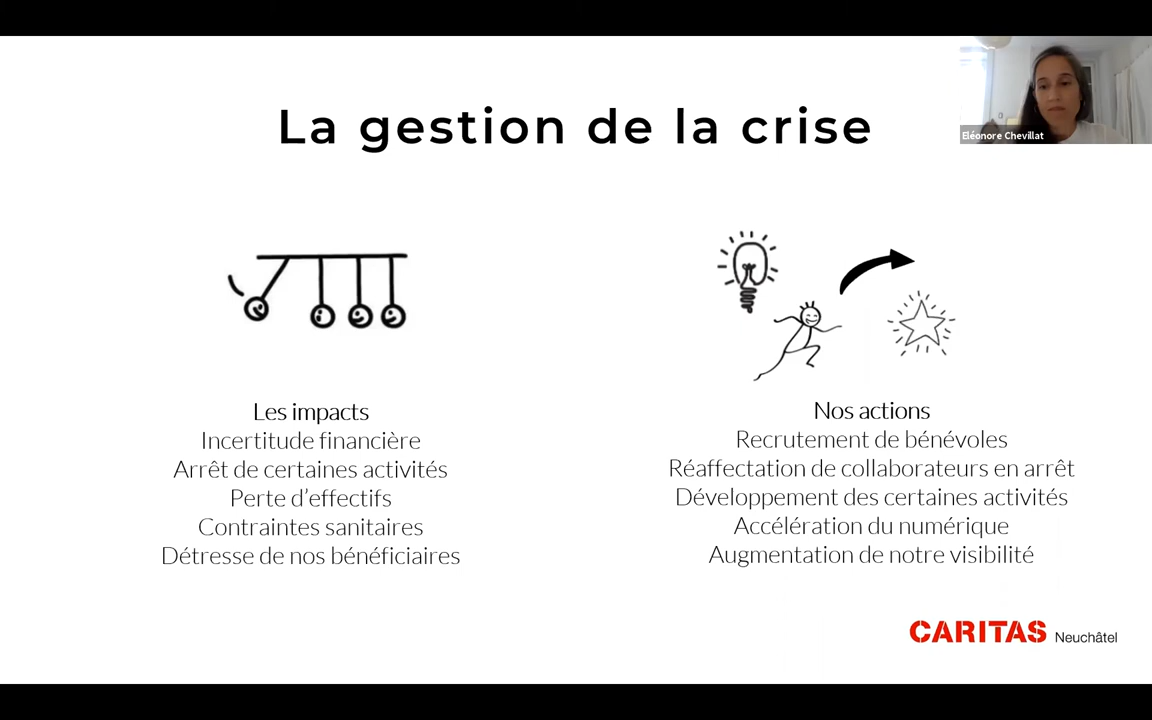 La gestion de la crise
Eléonore Chevillat
Les impacts
Incertitude financière
Arrêt de certaines activités
Perte d'effectifs
Contraintes sanitaires
Détresse de nos bénéficiaires
Nos actions
Recrutement de bénévoles
Réaffectation de collaborateurs en arrêt
Développement des certaines activités
Accélération du numérique
Augmentation de notre visibilité
CARITAS Neuchâtel